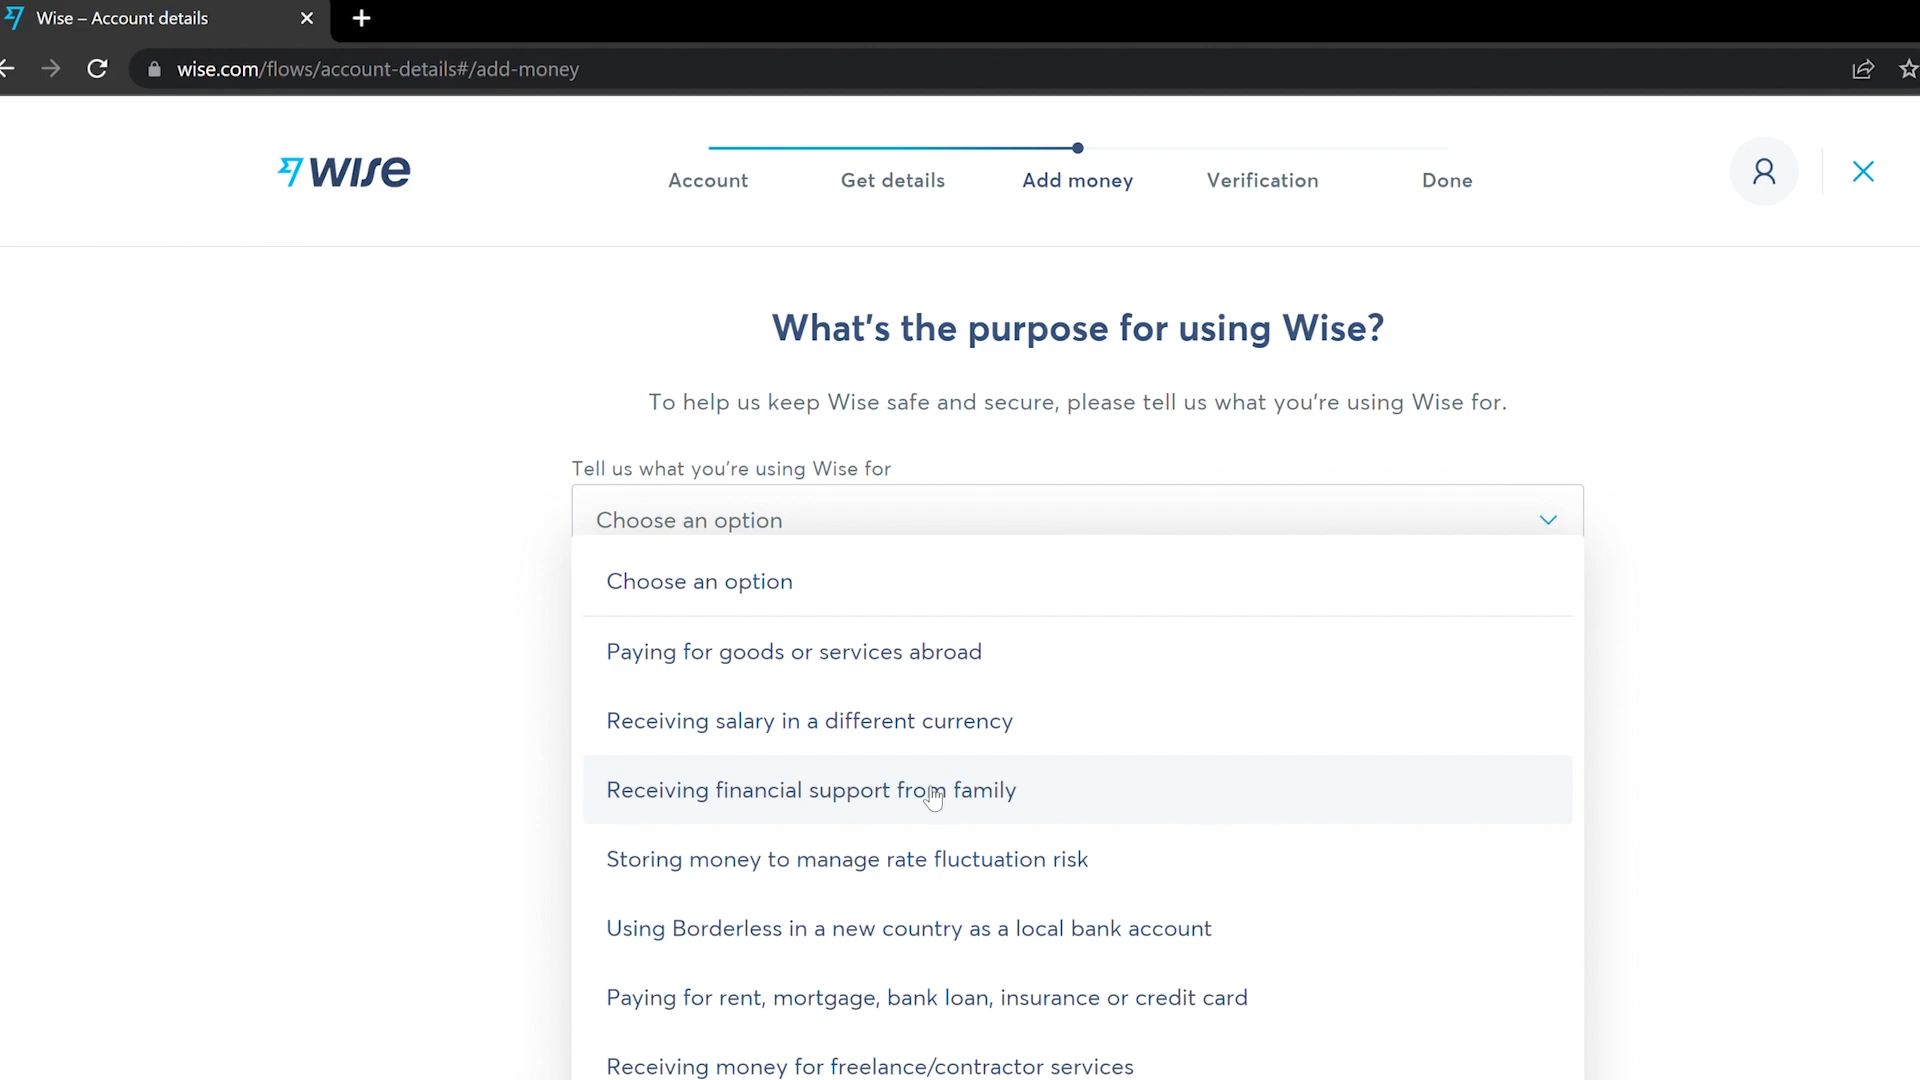 Wise – Account details
wise.com/flows/account-details#/add-money
wise
Account
Get details
Add money
Verification
Done
What's the purpose for using Wise?
To help us keep Wise safe and secure, please tell us what you're using Wise for.
Tell us what you're using Wise for
Choose an option
Choose an option
Paying for goods or services abroad
Receiving salary in a different currency
Receiving financial support from family
Storing money to manage rate fluctuation risk
Using Borderless in a new country as a local bank account
Paying for rent, mortgage, bank loan, insurance or credit card
Receiving money for freelance/contractor services